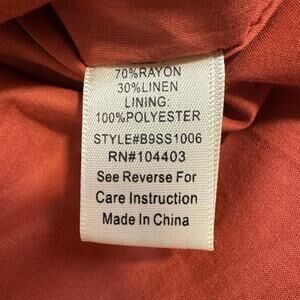 70%RAYON
30%LINEN
LINING:
100%POLYESTER
STYLE#B9SS1006
RN#104403
See Reverse For
Care Instruction
Made In China